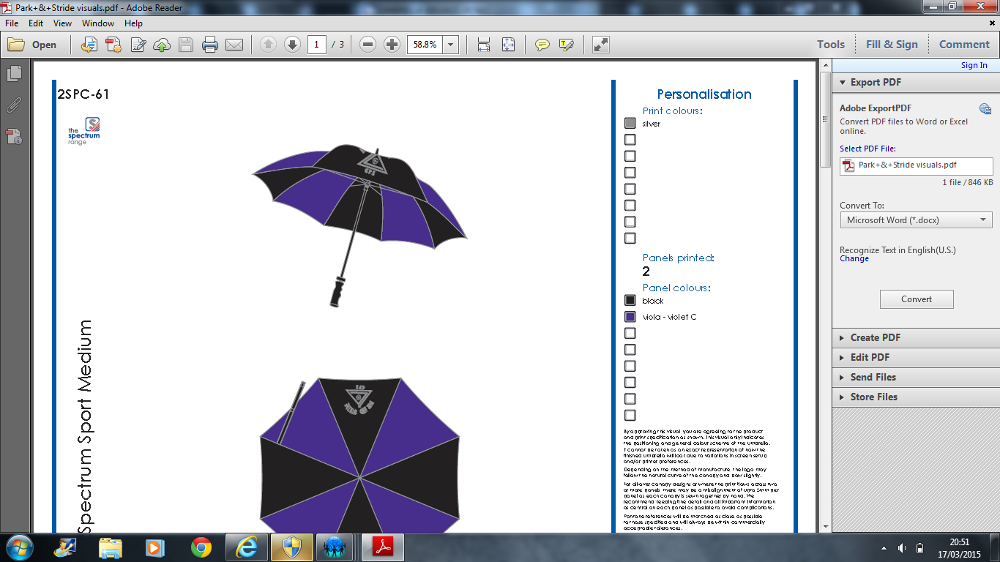 Park+&+Stride visuals.pdf - Adobe Reader
File Edit View Window Help
Open 1 / 3 58.8% Tools Fill & Sign Comment
Sign In
2SPC-61
the
spectrum
range
Spectrum Sport Medium
GPS
GPS
Personalisation
Print colours:
silver
Panels printed:
2
Panel colours:
black
viola - violet C
By approving this visual you are agreeing to the product
and print specification as shown. This visual only indicates
the positioning and general colour scheme of the umbrella.
It cannot be taken as an exact representation of how the
finished umbrella will look due to variations in screen setup
and/or printer preferences.
Depending on the method of manufacture the logo may
follow the natural curve of the canopy and bow slightly.
For allover canopy designs or where the print flows across two
or more panels there may be a misalignment of upto 5mm per
panel as each canopy is sewn together by hand. We
recommend keeping fine detail and all important information
as central on each panel as possible to avoid complications.
Pantone references will be matched as close as possible
to those specified and will always be within commercially
acceptable tolerances.
Export PDF
Adobe ExportPDF
Convert PDF files to Word or Excel
online.
Select PDF File:
Park+&+Stride visuals.pdf
1 file / 846 KB
Convert To:
Microsoft Word (*.docx)
Recognize Text in English(U.S.)
Change
Convert
Create PDF
Edit PDF
Send Files
Store Files
20:51
17/03/2015